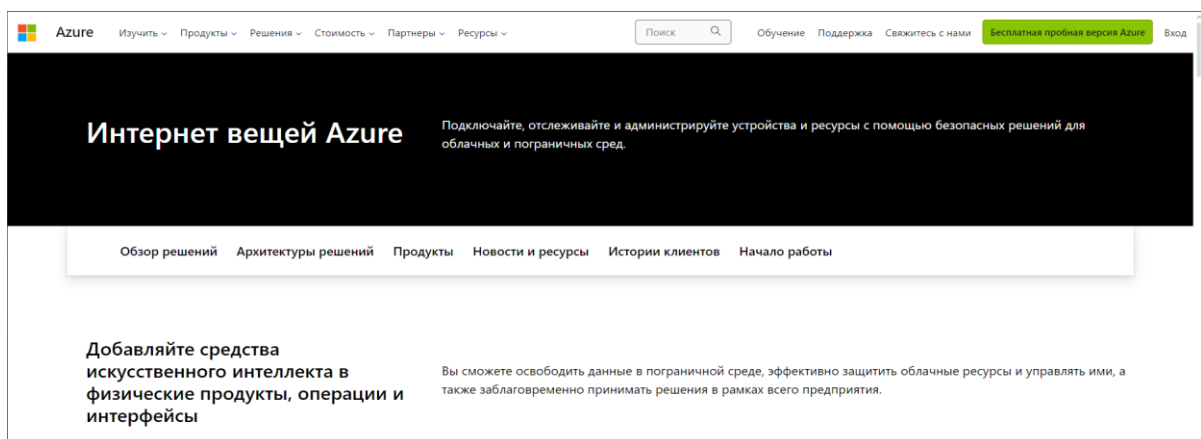 Azure Изучить Продукты Решения Стоимость Партнеры Ресурсы Поиск Обучение Поддержка Свяжитесь с нами Бесплатная пробная версия Azure Вход
Интернет вещей Azure
Подключайте, отслеживайте и администрируйте устройства и ресурсы с помощью безопасных решений для
облачных и пограничных сред.
Обзор решений Архитектуры решений Продукты Новости и ресурсы Истории клиентов Начало работы
Добавляйте средства
искусственного интеллекта в
физические продукты, операции и
интерфейсы
Вы сможете освободить данные в пограничной среде, эффективно защитить облачные ресурсы и управлять ими, а
также заблаговременно принимать решения в рамках всего предприятия.